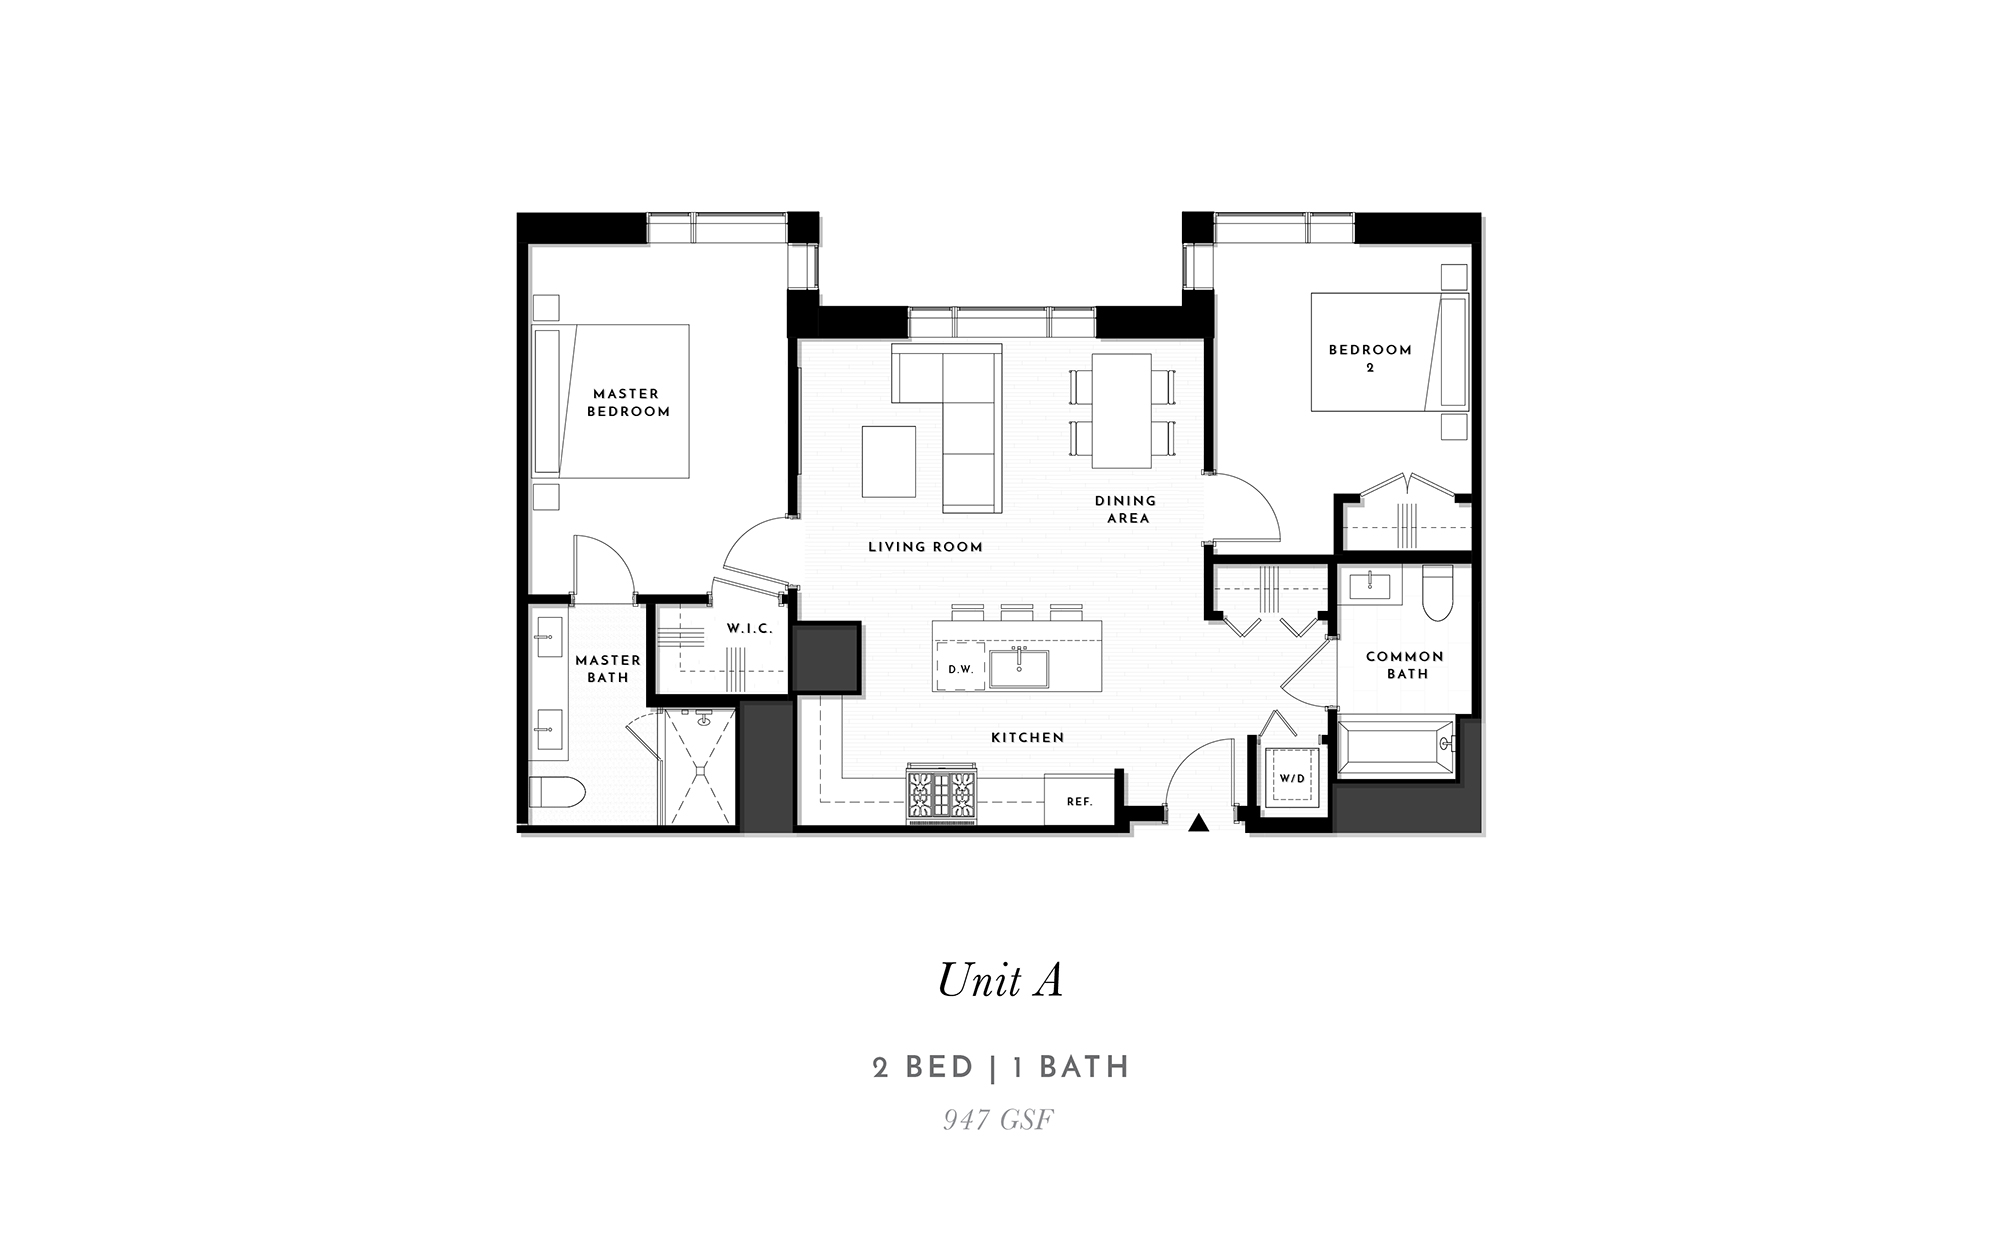 MASTER
BEDROOM
BEDROOM
2
DINING
AREA
LIVING ROOM
W.I.C.
MASTER
BATH
D.W.
COMMON
BATH
KITCHEN
W/D
REF.
Unit A
2 BED | 1 BATH
947 GSF